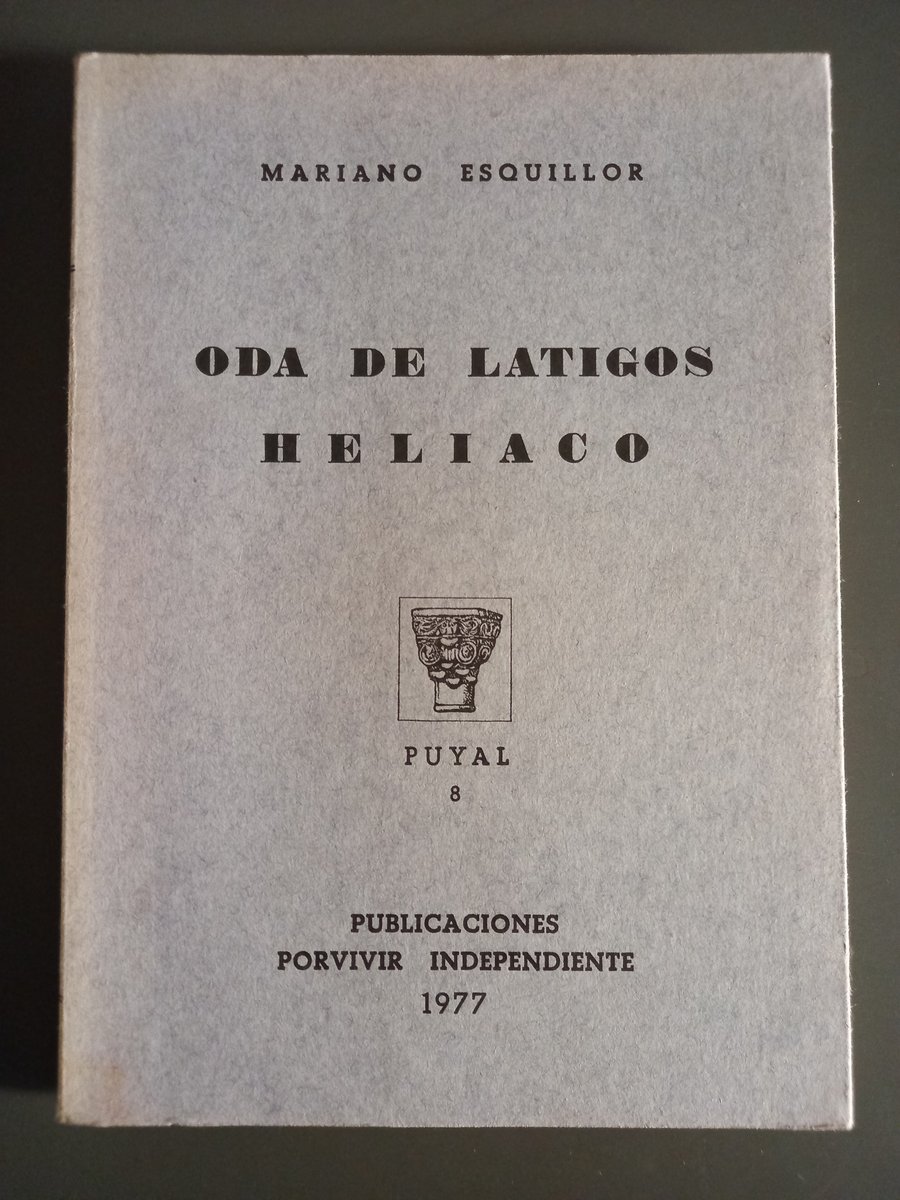 MARIANO ESQUILLOR
ODA DE LATIGOS
HELIACO
PUYAL
8
PUBLICACIONES
PORVIVIR INDEPENDIENTE
1977